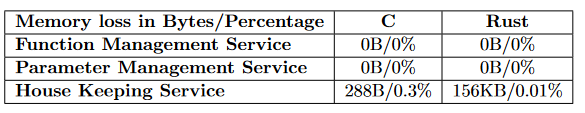 Memory loss in Bytes/Percentage C Rust
Function Management Service 0B/0% 0B/0%
Parameter Management Service 0B/0% 0B/0%
House Keeping Service 288B/0.3% 156KB/0.01%